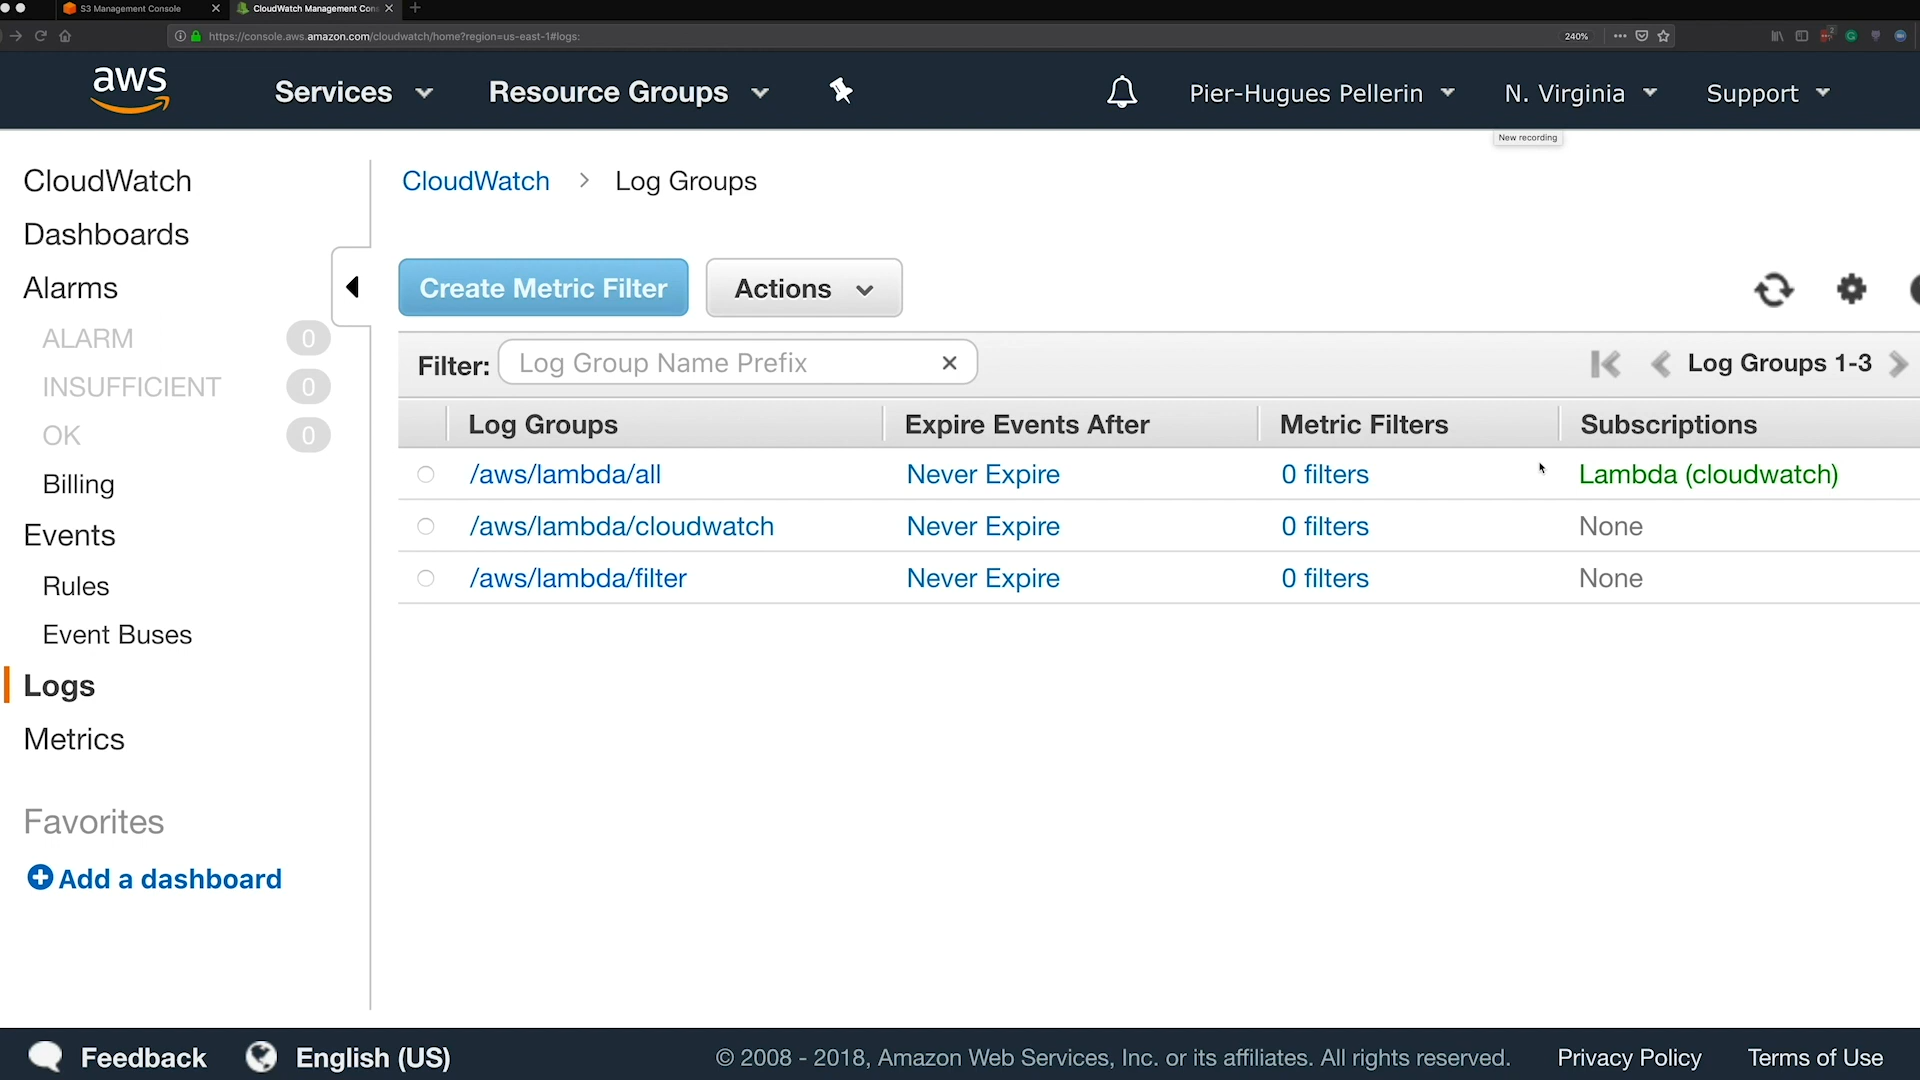 S3 Management Console
CloudWatch Management Con
https://console.aws.amazon.com/cloudwatch/home?region=us-east-1#logs:
240%
2
aws
Services
Resource Groups
Pier-Hugues Pellerin
N. Virginia
Support
New recording
CloudWatch
Dashboards
Alarms
ALARM 0
INSUFFICIENT 0
OK 0
Billing
Events
Rules
Event Buses
Logs
Metrics
Favorites
Add a dashboard
CloudWatch > Log Groups
Create Metric Filter
Actions
Filter: Log Group Name Prefix
Log Groups 1-3
Log Groups Expire Events After Metric Filters Subscriptions
/aws/lambda/all Never Expire 0 filters Lambda (cloudwatch)
/aws/lambda/cloudwatch Never Expire 0 filters None
/aws/lambda/filter Never Expire 0 filters None
Feedback
English (US)
© 2008 - 2018, Amazon Web Services, Inc. or its affiliates. All rights reserved.
Privacy Policy
Terms of Use